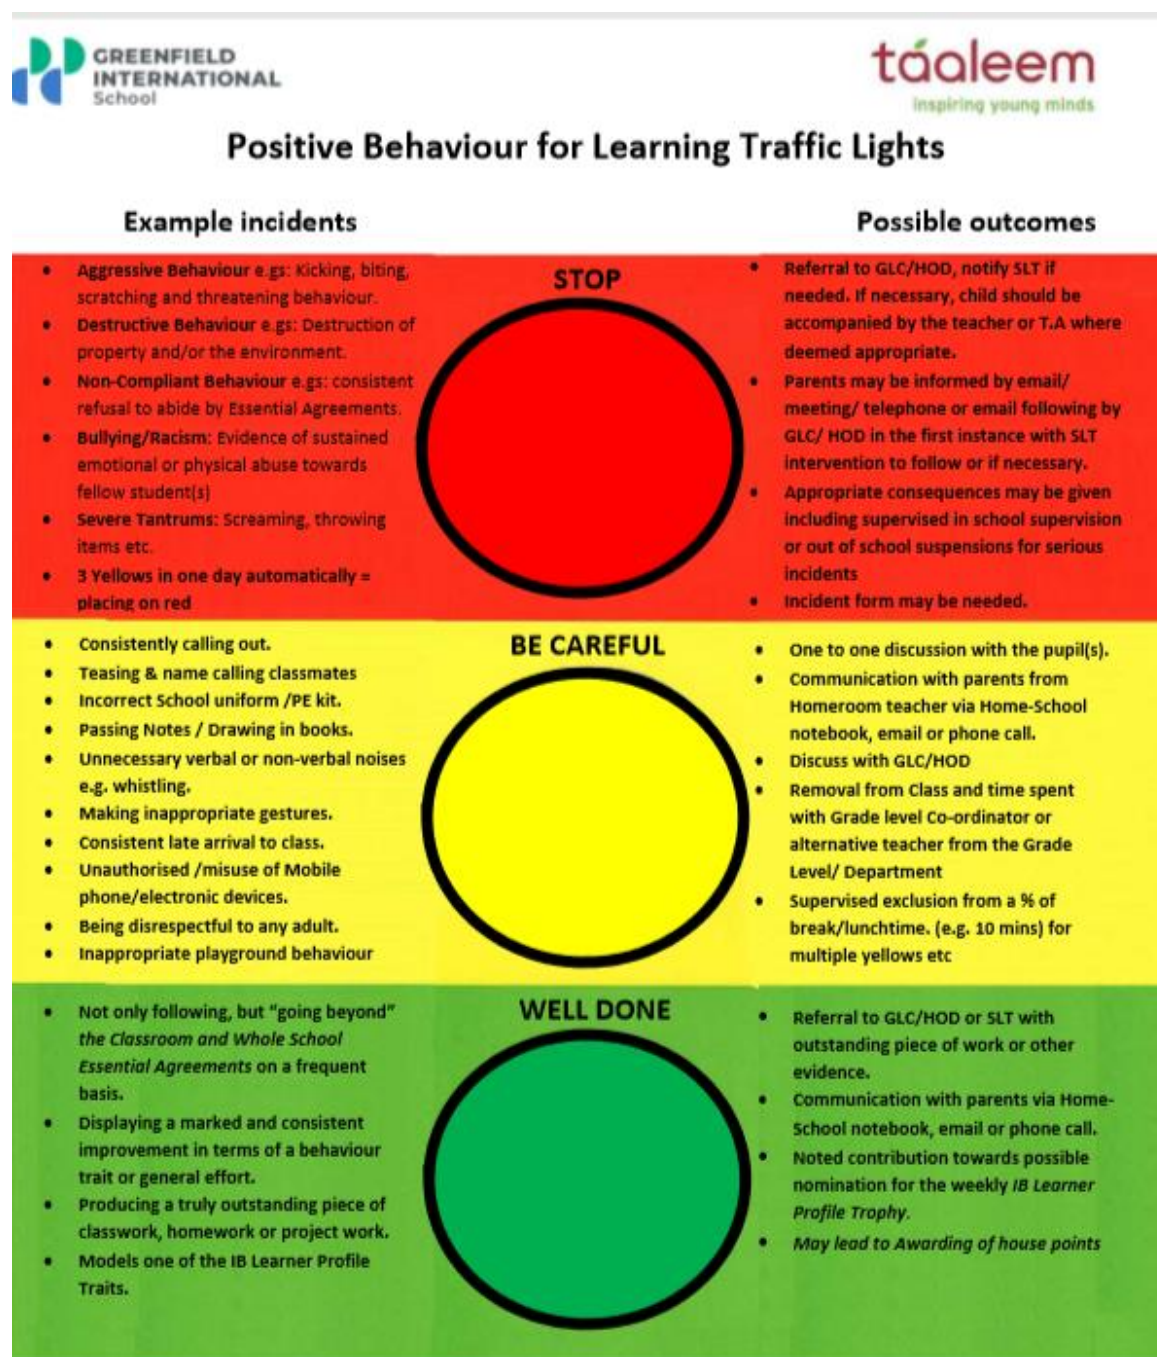 GREENFIELD
INTERNATIONAL
School
táaleem
inspiring young minds
Positive Behaviour for Learning Traffic Lights
Example incidents
Possible outcomes
• Aggressive Behaviour e.gs: Kicking, biting,
scratching and threatening behaviour.
• Destructive Behaviour e.gs: Destruction of
property and/or the environment.
• Non-Compliant Behaviour e.gs: consistent
refusal to abide by Essential Agreements.
• Bullying/Racism: Evidence of sustained
emotional or physical abuse towards
fellow student(s)
• Severe Tantrums: Screaming, throwing
items etc.
• 3 Yellows in one day automatically =
placing on red
STOP
• Referral to GLC/HOD, notify SLT if
needed. If necessary, child should be
accompanied by the teacher or T.A where
deemed appropriate.
• Parents may be informed by email/
meeting/ telephone or email following by
GLC/ HOD in the first instance with SLT
intervention to follow or if necessary.
• Appropriate consequences may be given
including supervised in school supervision
or out of school suspensions for serious
incidents
• Incident form may be needed.
• Consistently calling out.
• Teasing & name calling classmates
• Incorrect School uniform /PE kit.
• Passing Notes / Drawing in books.
• Unnecessary verbal or non-verbal noises
e.g. whistling.
• Making inappropriate gestures.
• Consistent late arrival to class.
• Unauthorised /misuse of Mobile
phone/electronic devices.
• Being disrespectful to any adult.
• Inappropriate playground behaviour
BE CAREFUL
• One to one discussion with the pupil(s).
• Communication with parents from
Homeroom teacher via Home-School
notebook, email or phone call.
• Discuss with GLC/HOD
• Removal from Class and time spent
with Grade level Co-ordinator or
alternative teacher from the Grade
Level/ Department
• Supervised exclusion from a % of
break/lunchtime. (e.g. 10 mins) for
multiple yellows etc
• Not only following, but “going beyond”
the Classroom and Whole School
Essential Agreements on a frequent
basis.
• Displaying a marked and consistent
improvement in terms of a behaviour
trait or general effort.
• Producing a truly outstanding piece of
classwork, homework or project work.
• Models one of the IB Learner Profile
Traits.
WELL DONE
• Referral to GLC/HOD or SLT with
outstanding piece of work or other
evidence.
• Communication with parents via Home-
School notebook, email or phone call.
• Noted contribution towards possible
nomination for the weekly IB Learner
Profile Trophy.
• May lead to Awarding of house points